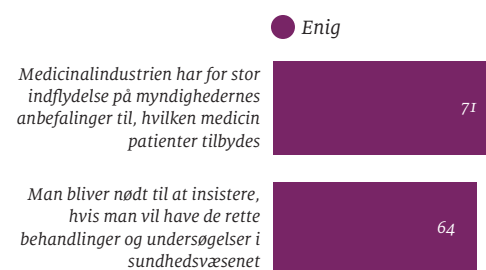 Enig
Medicinalindustrien har for stor
indflydelse på myndighedernes
anbefalinger til, hvilken medicin
patienter tilbydes
71
Man bliver nødt til at insistere,
hvis man vil have de rette
behandlinger og undersøgelser i
sundhedsvæsenet
64